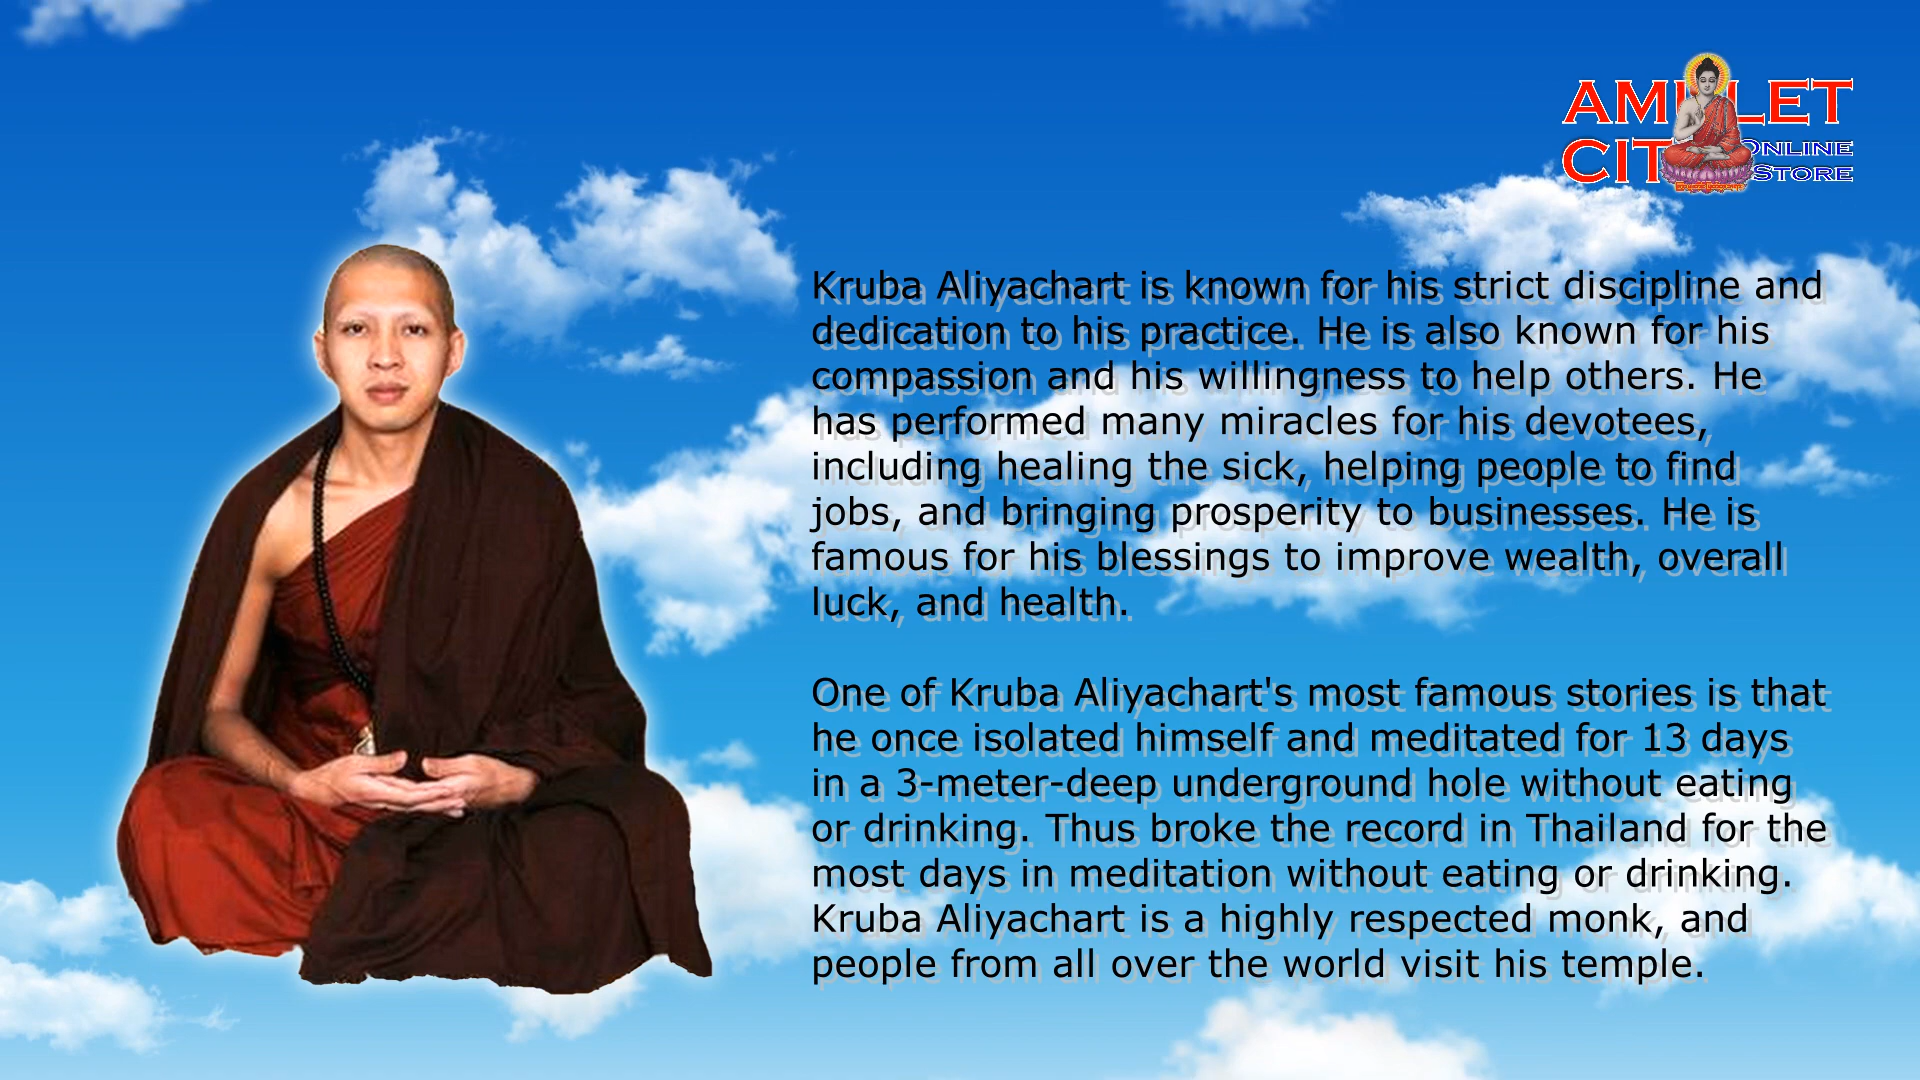 AMULET
CITY ONLINE
STORE
Kruba Aliyachart is known for his strict discipline and
dedication to his practice. He is also known for his
compassion and his willingness to help others. He
has performed many miracles for his devotees,
including healing the sick, helping people to find
jobs, and bringing prosperity to businesses. He is
famous for his blessings to improve wealth, overall
luck, and health.
One of Kruba Aliyachart's most famous stories is that
he once isolated himself and meditated for 13 days
in a 3-meter-deep underground hole without eating
or drinking. Thus broke the record in Thailand for the
most days in meditation without eating or drinking.
Kruba Aliyachart is a highly respected monk, and
people from all over the world visit his temple.